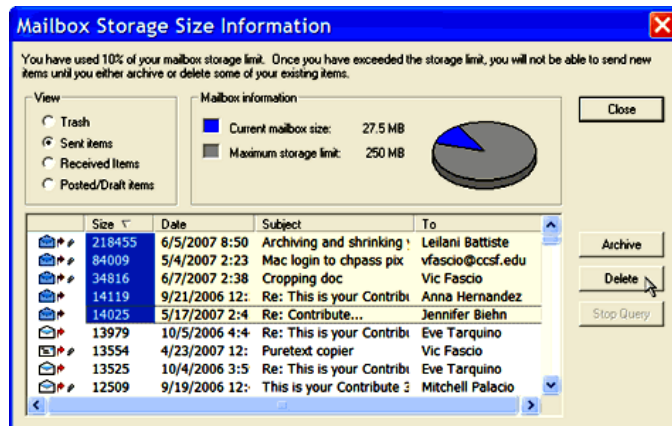 Mailbox Storage Size Information
You have used 10% of your mailbox storage limit. Once you have exceeded the storage limit, you will not be able to send new
items until you either archive or delete some of your existing items.
View
Trash
Sent items
Received Items
Posted/Draft items
Mailbox information
Current mailbox size: 27.5 MB
Maximum storage limit: 250 MB
Close
Size Date Subject To
218455 6/5/2007 8:50 Archiving and shrinking Leilani Battiste
84009 5/4/2007 2:23 Mac login to chpass pix vfascio@ccsf.edu
34816 6/7/2007 2:38 Cropping doc Vic Fascio
14119 9/21/2006 12: Re: This is your Contribu Anna Hernandez
14025 5/17/2007 2:4 Re: Contribute... Jennifer Biehn
13979 10/5/2006 4:4 Re: This is your Contribu Eve Tarquino
13554 4/23/2007 12: Puretext copier Vic Fascio
13525 10/4/2006 3:5 Re: This is your Contribu Eve Tarquino
12509 9/19/2006 12: This is your Contribute 3 Mitchell Palacio
Archive
Delete
Stop Query